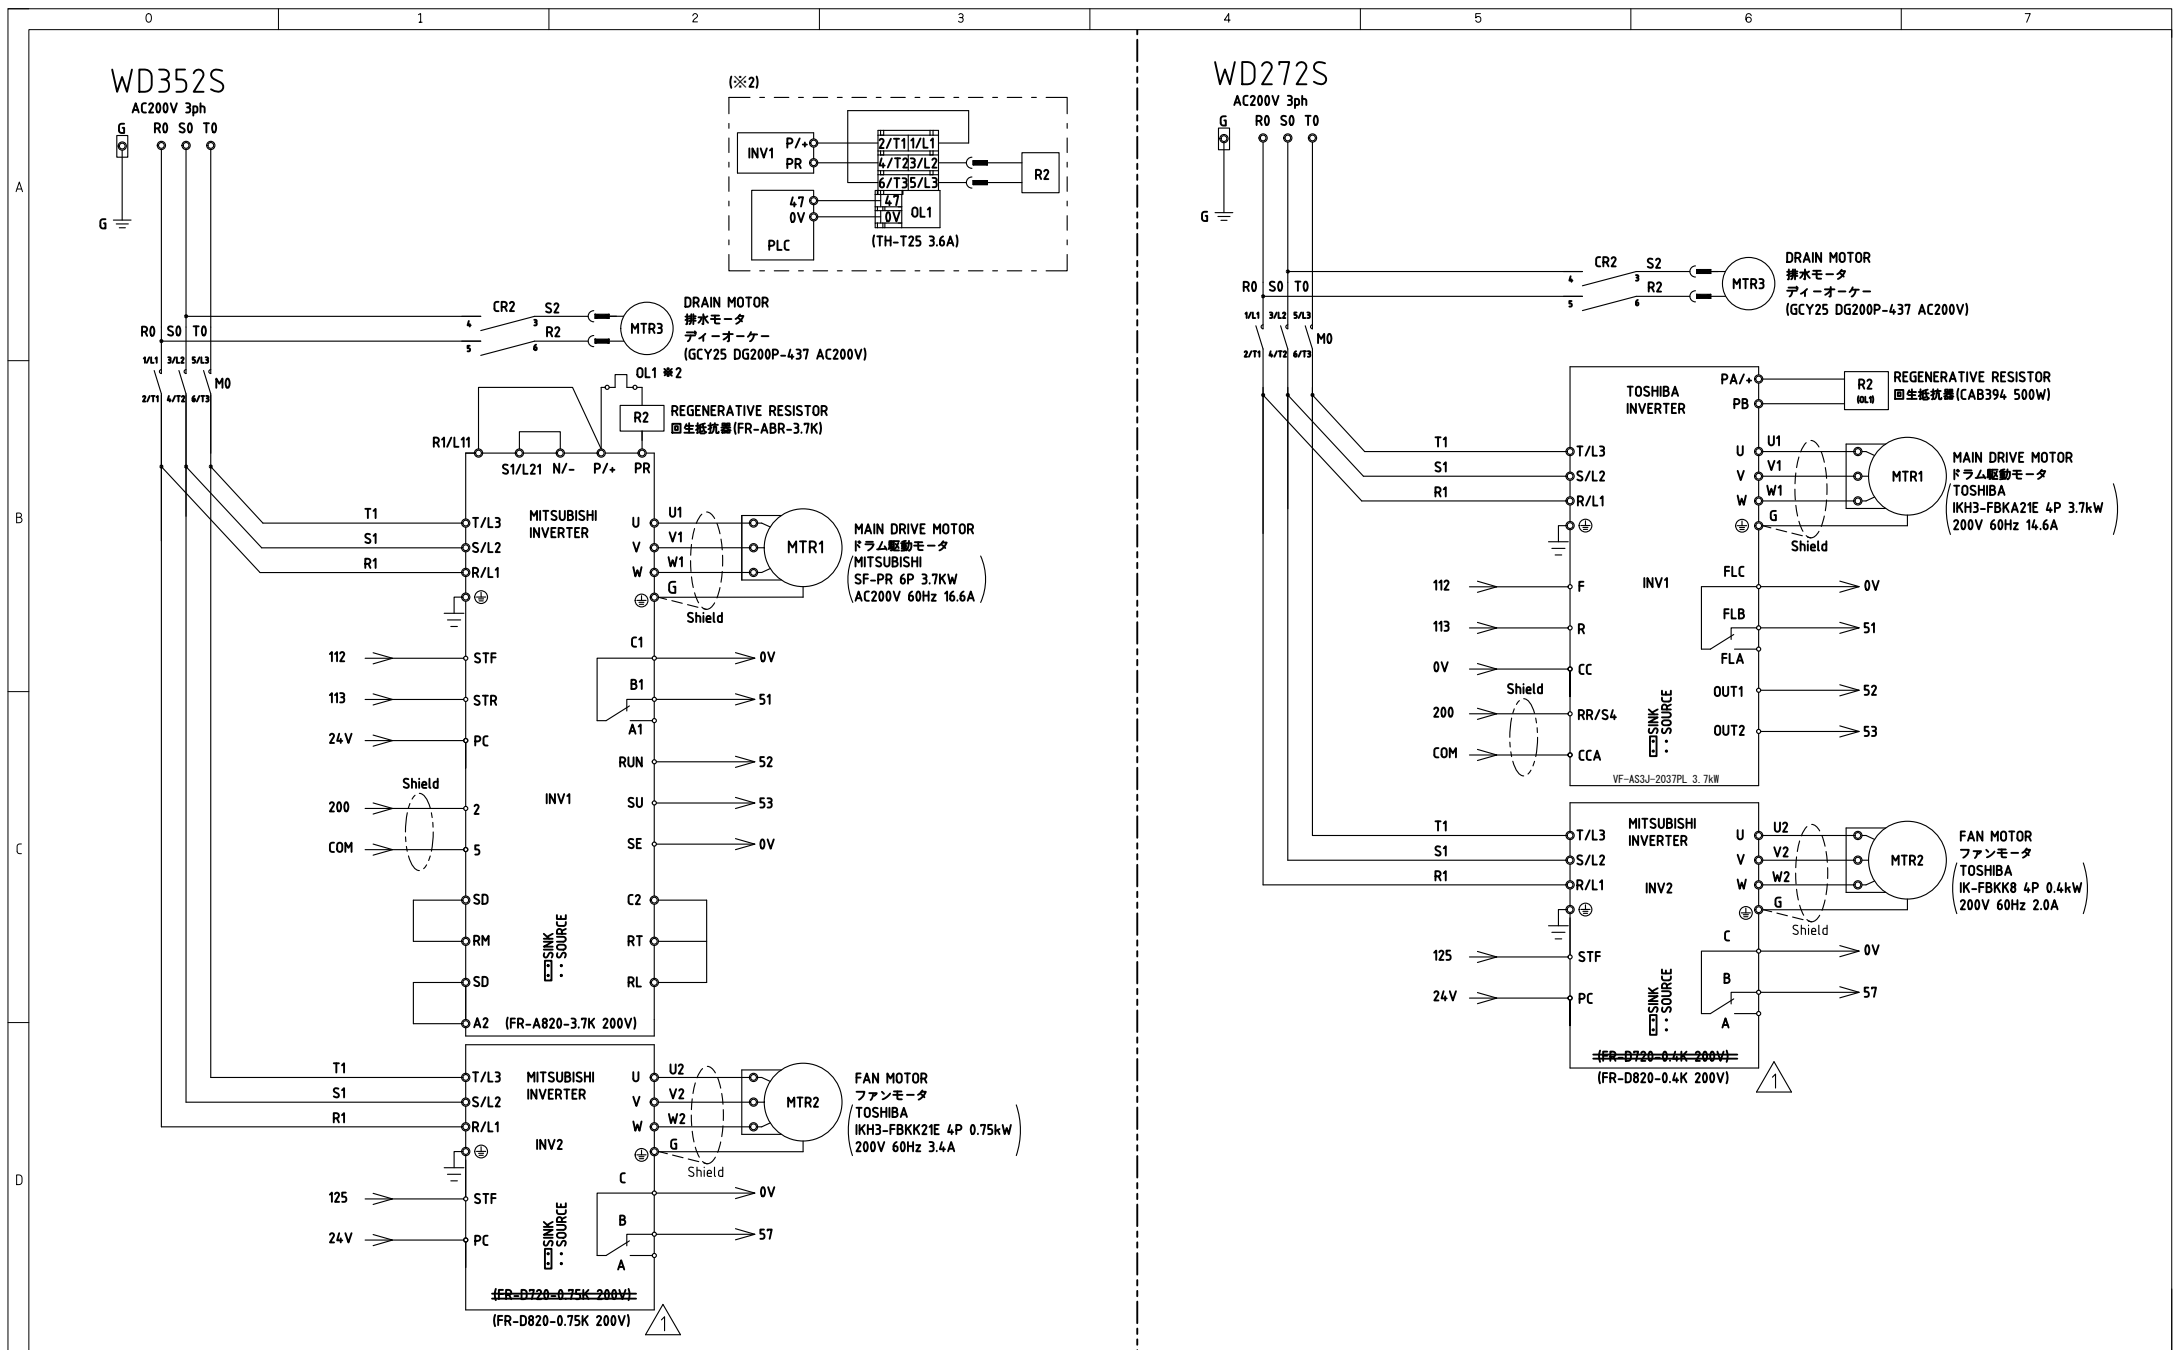 0 1 2 3 4 5 6 7
A
B
C
D
WD352S
AC200V 3ph
G R0 S0 T0
G
(※2)
INV1 P/+ 2/T1 1/L1
PR 4/T2 3/L2
6/T3 5/L3
R2
47 47
0V 0V OL1
PLC
(TH-T25 3.6A)
4 CR2 3 S2
5 6 R2
MTR3
DRAIN MOTOR
排水モータ
ディーオーケー
(GCY25 DG200P-437 AC200V)
R0 S0 T0
1/L1 3/L2 5/L3
M0
2/T1 4/T2 6/T3
OL1 ※2
R2
REGENERATIVE RESISTOR
回生抵抗器(FR-ABR-3.7K)
R1/L11
S1/L21 N/- P/+ PR
MITSUBISHI
INVERTER
T1 T/L3
S1 S/L2
R1 R/L1
U U1
V V1
W W1
G
Shield
MTR1
MAIN DRIVE MOTOR
ドラム駆動モータ
MITSUBISHI
SF-PR 6P 3.7KW
AC200V 60Hz 16.6A
112 STF
113 STR
24V PC
Shield
200 2
COM 5
SD
RM
SD
A2
INV1
C1 0V
B1 51
A1
RUN 52
SU 53
SE 0V
C2
RT
RL
SINK
SOURCE
(FR-A820-3.7K 200V)
MITSUBISHI
INVERTER
T1 T/L3
S1 S/L2
R1 R/L1
INV2
U U2
V V2
W W2
G
Shield
MTR2
FAN MOTOR
ファンモータ
TOSHIBA
IKH3-FBKK21E 4P 0.75kW
200V 60Hz 3.4A
125 STF
24V PC
C 0V
B 57
A
SINK
SOURCE
(FR-D720-0.75K 200V)
(FR-D820-0.75K 200V)
1
WD272S
AC200V 3ph
G R0 S0 T0
G
4 CR2 3 S2
5 6 R2
MTR3
DRAIN MOTOR
排水モータ
ディーオーケー
(GCY25 DG200P-437 AC200V)
R0 S0 T0
1/L1 3/L2 5/L3
M0
2/T1 4/T2 6/T3
TOSHIBA
INVERTER
PA/+
PB
R2
(OL1)
REGENERATIVE RESISTOR
回生抵抗器(CAB394 500W)
T1 T/L3
S1 S/L2
R1 R/L1
U U1
V V1
W W1
G
Shield
MTR1
MAIN DRIVE MOTOR
ドラム駆動モータ
TOSHIBA
IKH3-FBKA21E 4P 3.7kW
200V 60Hz 14.6A
INV1
112 F
113 R
0V CC
Shield
200 RR/S4
COM CCA
FLC 0V
FLB 51
FLA
OUT1 52
OUT2 53
SINK
SOURCE
VF-AS3J-2037PL 3.7kW
MITSUBISHI
INVERTER
T1 T/L3
S1 S/L2
R1 R/L1
INV2
U U2
V V2
W W2
G
Shield
MTR2
FAN MOTOR
ファンモータ
TOSHIBA
IK-FBKK8 4P 0.4kW
200V 60Hz 2.0A
125 STF
24V PC
C 0V
B 57
A
SINK
SOURCE
(FR-D720-0.4K 200V)
(FR-D820-0.4K 200V)
1